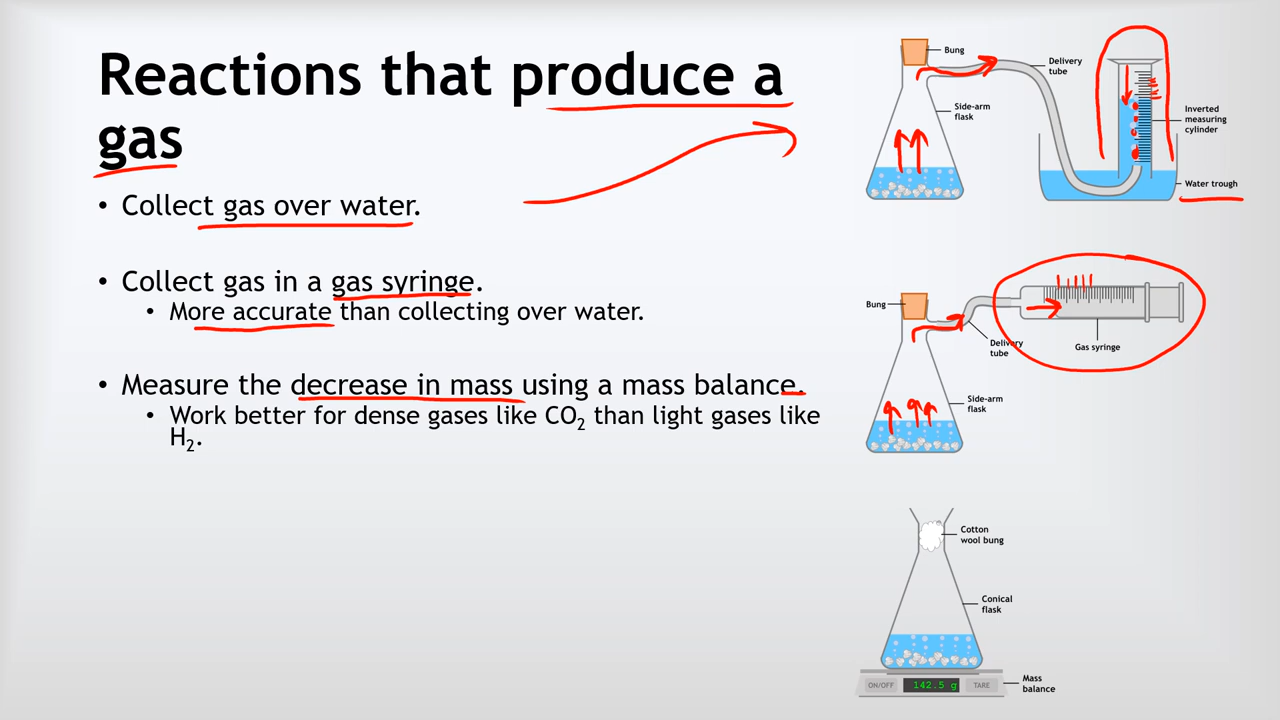 Reactions that produce a
gas
• Collect gas over water.
• Collect gas in a gas syringe.
• More accurate than collecting over water.
• Measure the decrease in mass using a mass balance.
• Work better for dense gases like CO₂ than light gases like
H₂.
Bung
Delivery
tube
Side-arm
flask
Inverted
measuring
cylinder
Water trough
Bung
Delivery
tube
Gas syringe
Side-arm
flask
Cotton
wool bung
Conical
flask
ON/OFF
142.5 g
TARE
Mass
balance